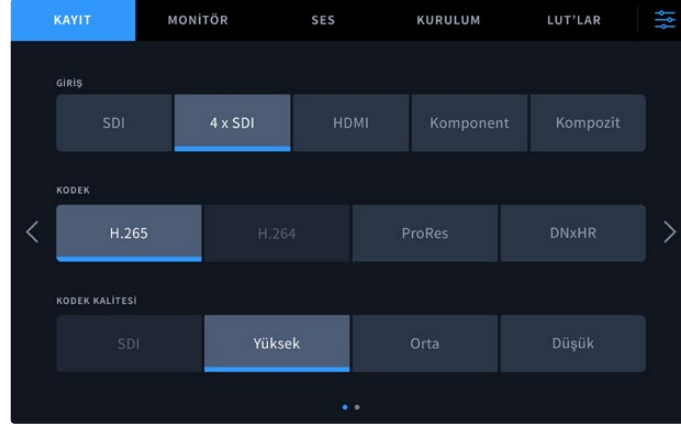 KAYIT MONİTÖR SES KURULUM LUT'LAR
GİRİŞ
SDI 4 x SDI HDMI Komponent Kompozit
KODEK
H.265 H.264 ProRes DNxHR
KODEK KALİTESİ
SDI Yüksek Orta Düşük